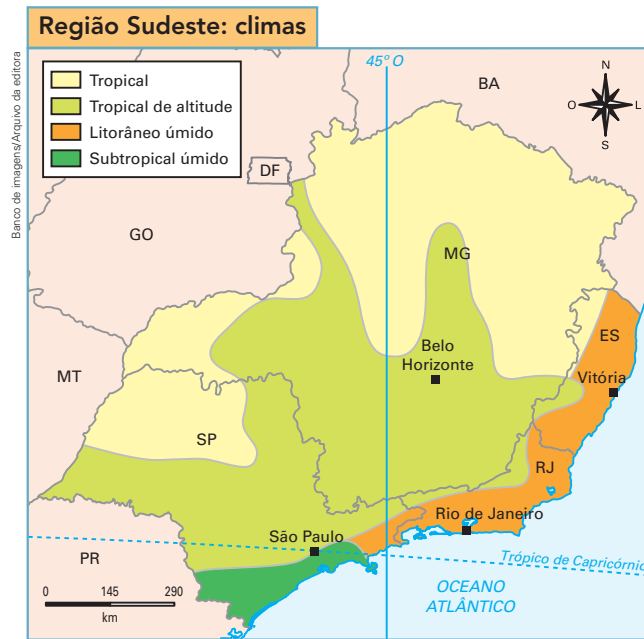 Região Sudeste: climas
Banco de imagens/Arquivo da editora
Tropical
Tropical de altitude
Litorâneo úmido
Subtropical úmido
45º O
BA
N
O
L
S
DF
GO
MG
ES
Belo
Horizonte
MT
Vitória
SP
RJ
Rio de Janeiro
São Paulo
PR
Trópico de Capricórnio
0 145 290
km
OCEANO
ATLÂNTICO